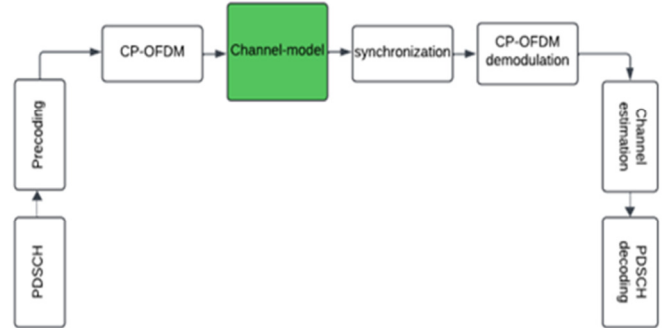 PDSCH
Precoding
CP-OFDM
Channel-model
synchronization
CP-OFDM
demodulation
Channel
estimation
PDSCH
decoding